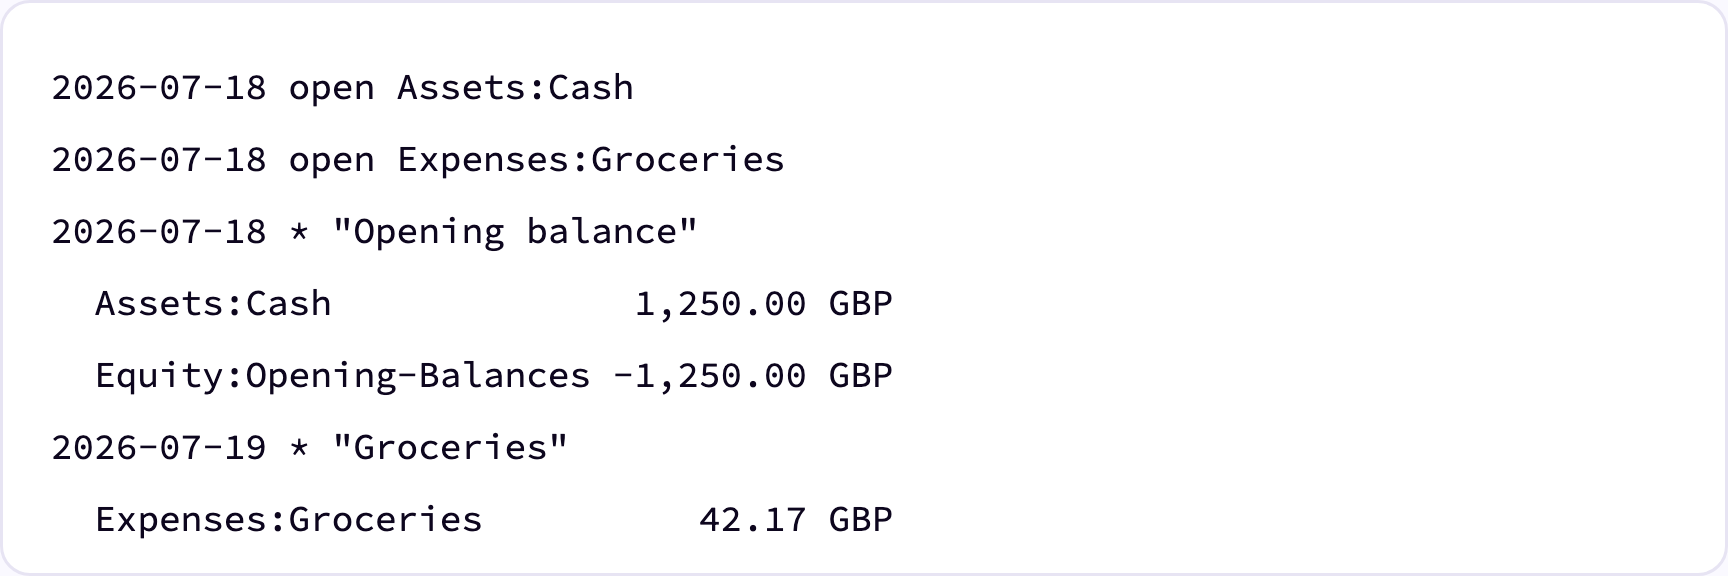 2026-07-18 open Assets:Cash
2026-07-18 open Expenses:Groceries
2026-07-18 * "Opening balance"
  Assets:Cash              1,250.00 GBP
  Equity:Opening-Balances -1,250.00 GBP
2026-07-19 * "Groceries"
  Expenses:Groceries          42.17 GBP